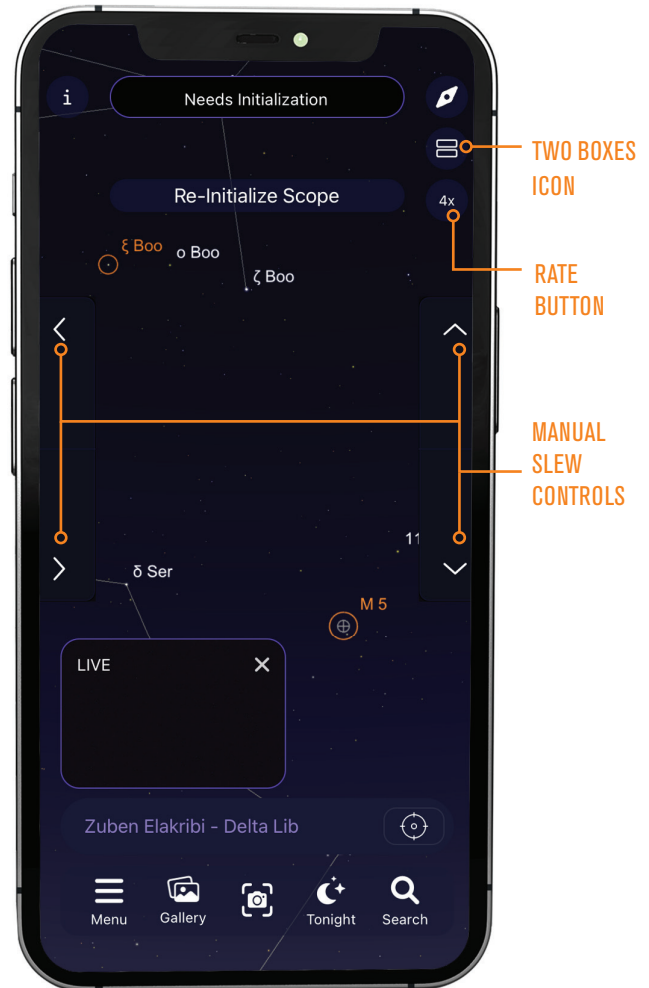 i
Needs Initialization
TWO BOXES
ICON
Re-Initialize Scope
4x
ξ Boo
ο Boo
ζ Boo
RATE
BUTTON
MANUAL
SLEW
CONTROLS
11
δ Ser
M 5
LIVE
Zuben Elakribi - Delta Lib
Menu
Gallery
Tonight
Search